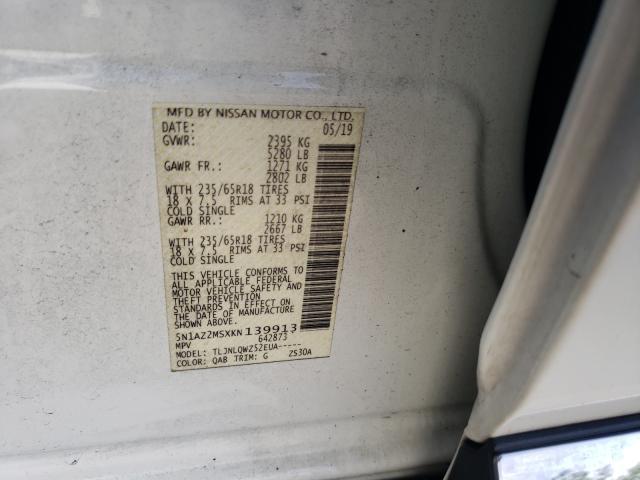 MFD BY NISSAN MOTOR CO., LTD.
DATE: 05/19
GVWR: 2395 KG
5280 LB
GAWR FR.: 1271 KG
2802 LB
WITH 235/65R18 TIRES
18 X 7.5 RIMS AT 33 PSI
COLD SINGLE
GAWR RR.: 1210 KG
2667 LB
WITH 235/65R18 TIRES
18 X 7.5 RIMS AT 33 PSI
COLD SINGLE
THIS VEHICLE CONFORMS TO
ALL APPLICABLE FEDERAL
MOTOR VEHICLE SAFETY AND
THEFT PREVENTION
STANDARDS IN EFFECT ON
THE DATE OF MANUFACTURE
5N1AZ2MSXKN139913
MPV 642873
MODEL: TLJNLQWZ52EUA-----
COLOR: QAB TRIM: G ZS30A